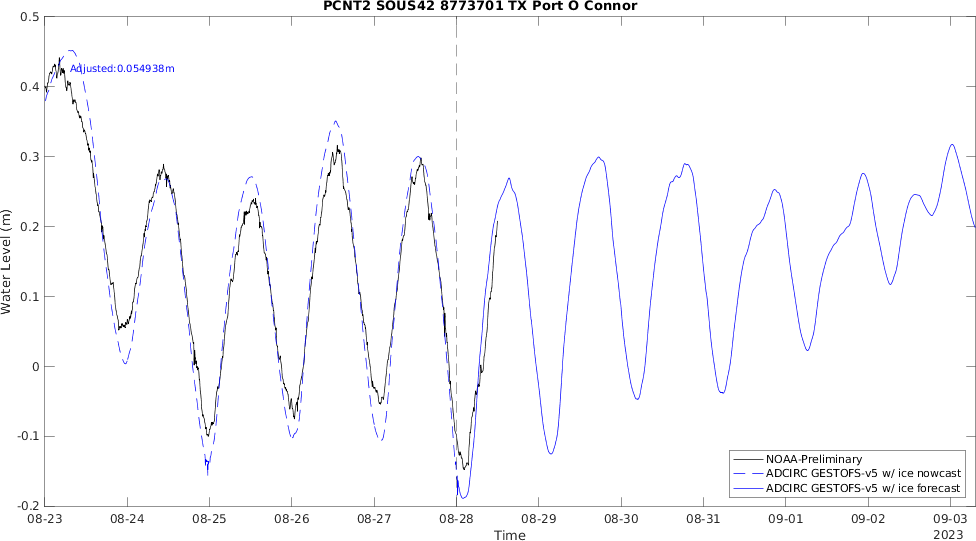 PCNT2 SOUS42 8773701 TX Port O Connor
Adjusted:0.054938m
0.5
0.4
0.3
0.2
0.1
0
-0.1
-0.2
Water Level (m)
NOAA-Preliminary
ADCIRC GESTOFS-v5 w/ ice nowcast
ADCIRC GESTOFS-v5 w/ ice forecast
08-23 08-24 08-25 08-26 08-27 08-28 08-29 08-30 08-31 09-01 09-02 09-03
Time
2023